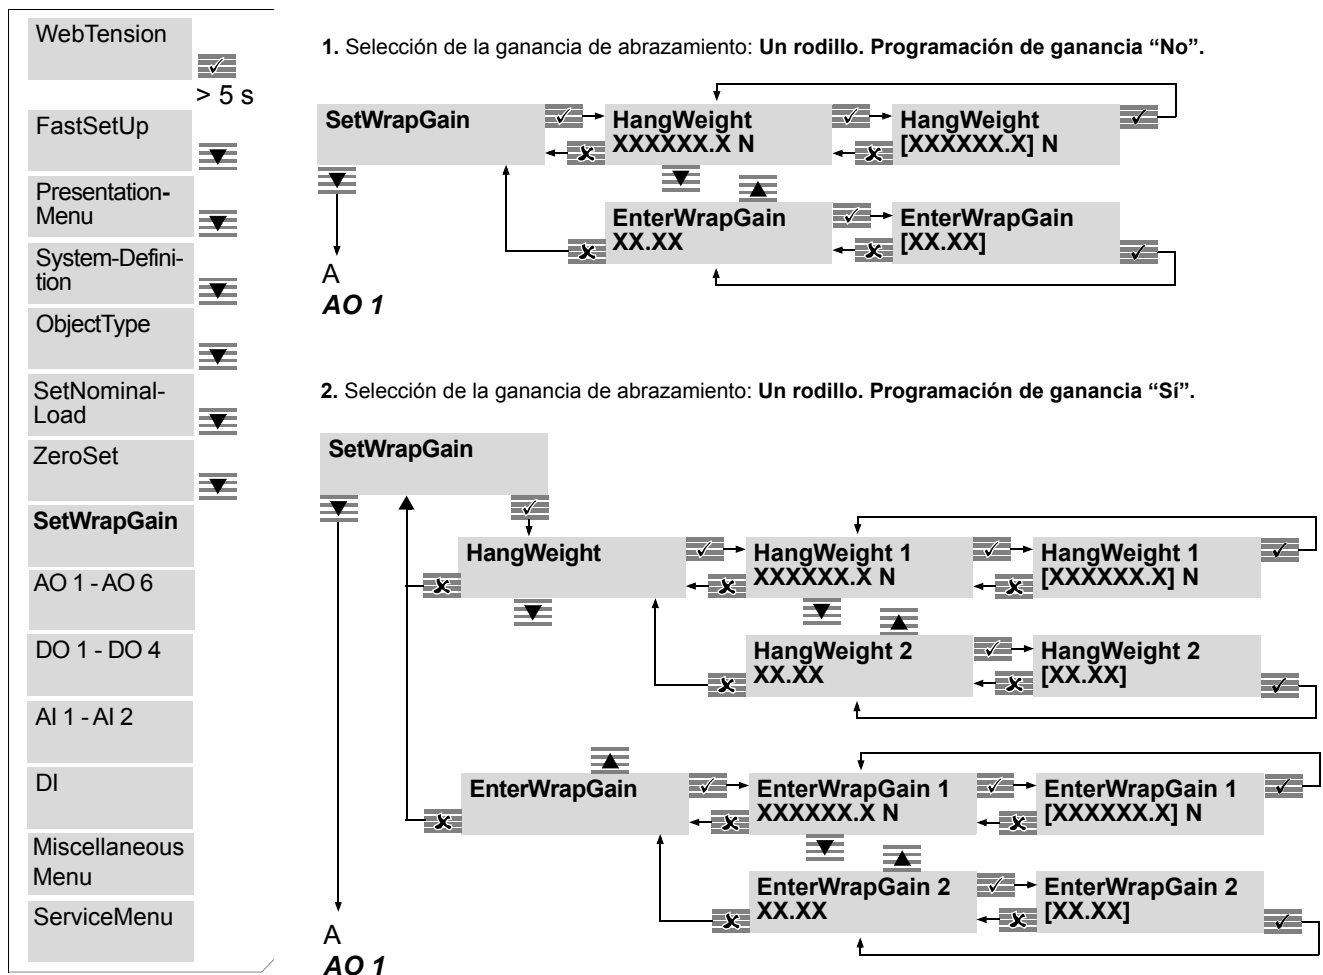 WebTension
> 5 s
FastSetUp
Presentation-
Menu
System-Defini-
tion
ObjectType
SetNominal-
Load
ZeroSet
SetWrapGain
AO 1 - AO 6
DO 1 - DO 4
AI 1 - AI 2
DI
Miscellaneous
Menu
ServiceMenu
1. Selección de la ganancia de abrazamiento: Un rodillo. Programación de ganancia “No”.
SetWrapGain
HangWeight
XXXXXX.X N
HangWeight
[XXXXXX.X] N
EnterWrapGain
XX.XX
EnterWrapGain
[XX.XX]
A
AO 1
2. Selección de la ganancia de abrazamiento: Un rodillo. Programación de ganancia “Sí”.
SetWrapGain
HangWeight
HangWeight 1
XXXXXX.X N
HangWeight 1
[XXXXXX.X] N
HangWeight 2
XX.XX
HangWeight 2
[XX.XX]
EnterWrapGain
EnterWrapGain 1
XXXXXX.X N
EnterWrapGain 1
[XXXXXX.X] N
EnterWrapGain 2
XX.XX
EnterWrapGain 2
[XX.XX]
A
AO 1